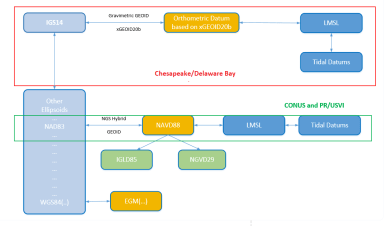 IGS14
Gravimetric GEOID
xGEOID20b
Orthometric Datum
based on xGEOID20b
LMSL
Tidal Datums
Chesapeake/Delaware Bay
Other
Ellipsoids
CONUS and PR/USVI
NAD83
NGS Hybrid
GEOID
NAVD88
LMSL
Tidal Datums
IGLD85
NGVD29
WGS84(..)
EGM(..)